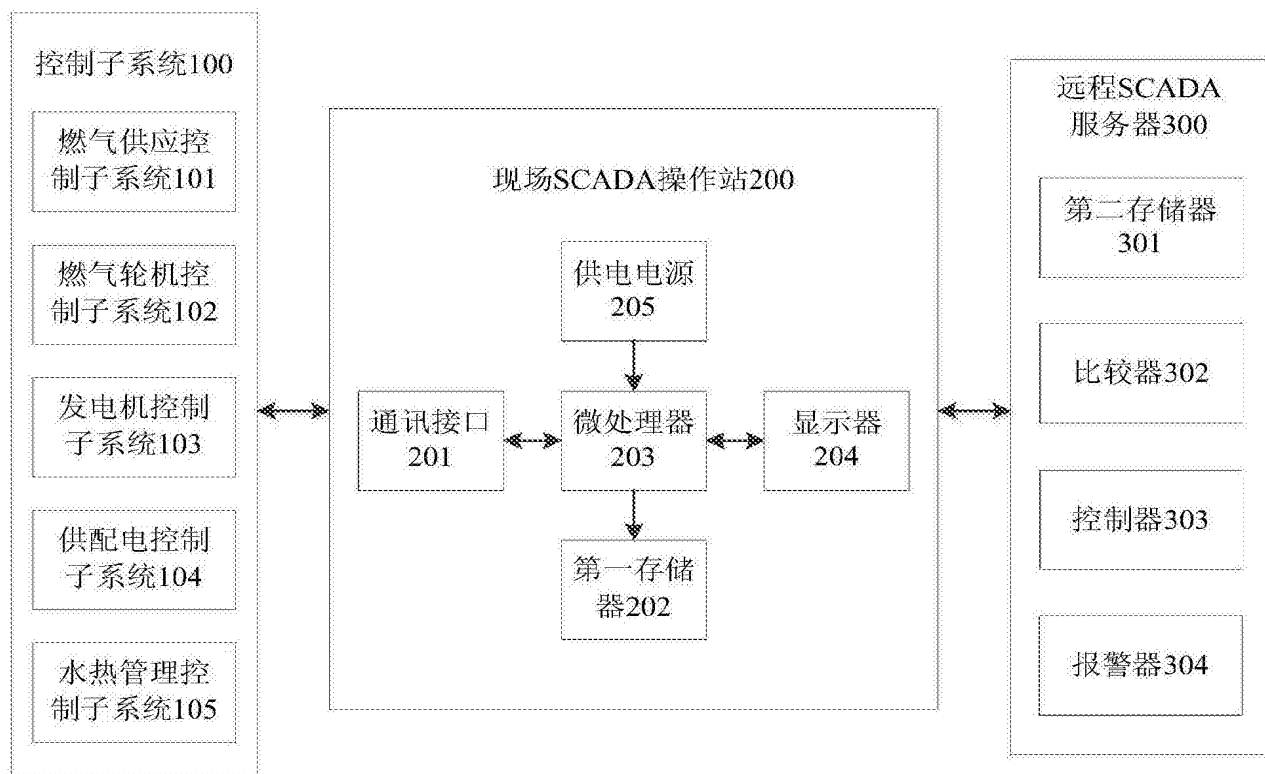 控制子系统100
燃气供应控
制子系统101
燃气轮机控
制子系统102
发电机控制
子系统103
供配电控制
子系统104
水热管理控
制子系统105
现场SCADA操作站200
供电电源
205
通讯接口
201
微处理器
203
显示器
204
第一存储
器202
远程SCADA
服务器300
第二存储器
301
比较器302
控制器303
报警器304